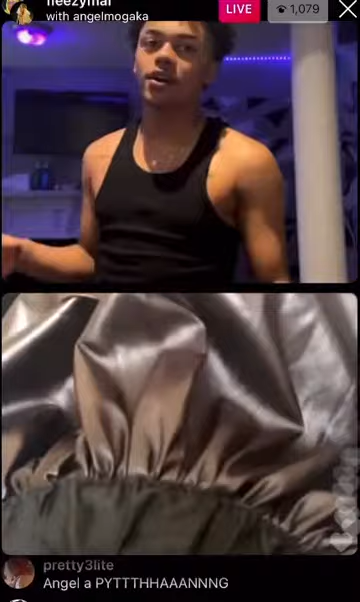 with angelmogaka
LIVE
1,079
pretty3lite
Angel a PYTTTHHAAANNNG